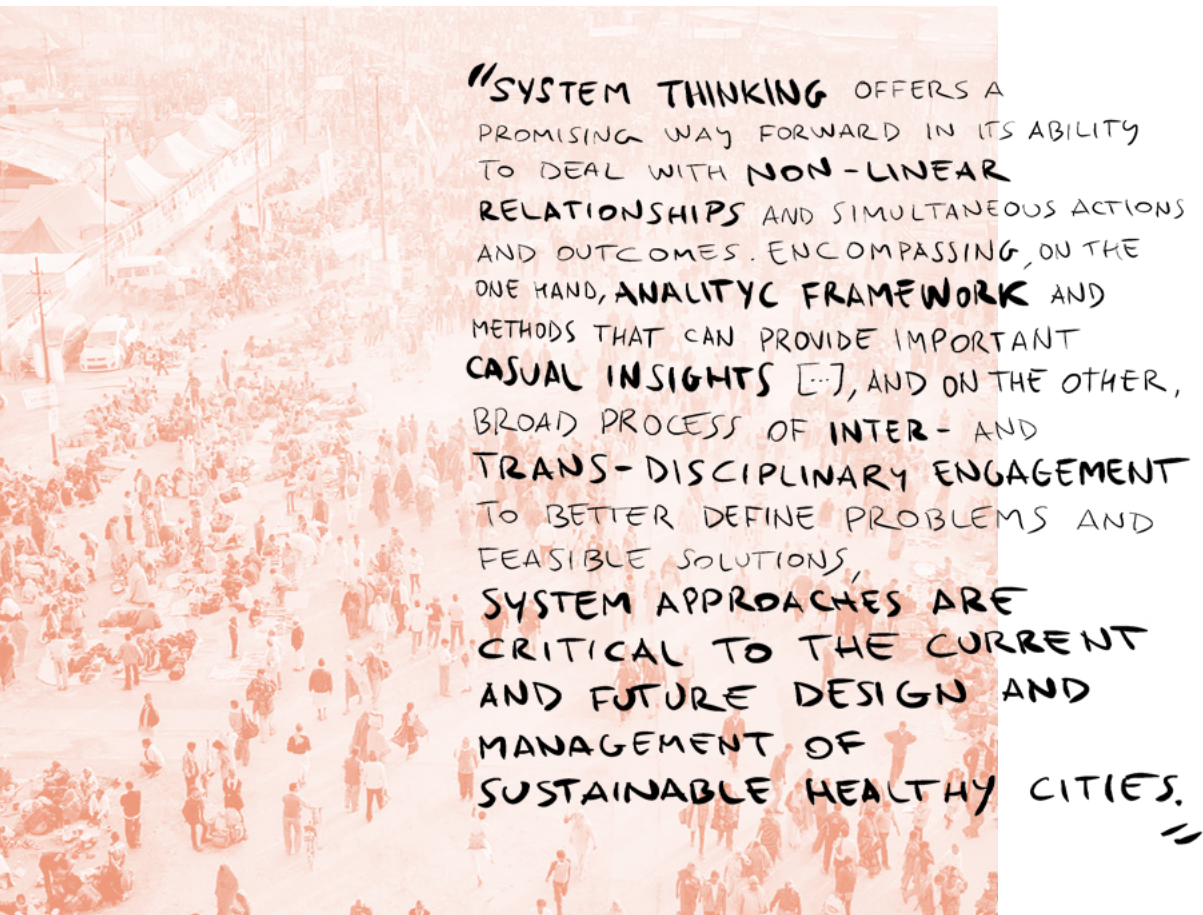 "SYSTEM THINKING OFFERS A
PROMISING WAY FORWARD IN ITS ABILITY
TO DEAL WITH NON-LINEAR
RELATIONSHIPS AND SIMULTANEOUS ACTIONS
AND OUTCOMES. ENCOMPASSING, ON THE
ONE HAND, ANALITYC FRAMEWORK AND
METHODS THAT CAN PROVIDE IMPORTANT
CASUAL INSIGHTS [...], AND ON THE OTHER,
BROAD PROCESS OF INTER- AND
TRANS-DISCIPLINARY ENGAGEMENT
TO BETTER DEFINE PROBLEMS AND
FEASIBLE SOLUTIONS,
SYSTEM APPROACHES ARE
CRITICAL TO THE CURRENT
AND FUTURE DESIGN AND
MANAGEMENT OF
SUSTAINABLE HEALTHY CITIES."